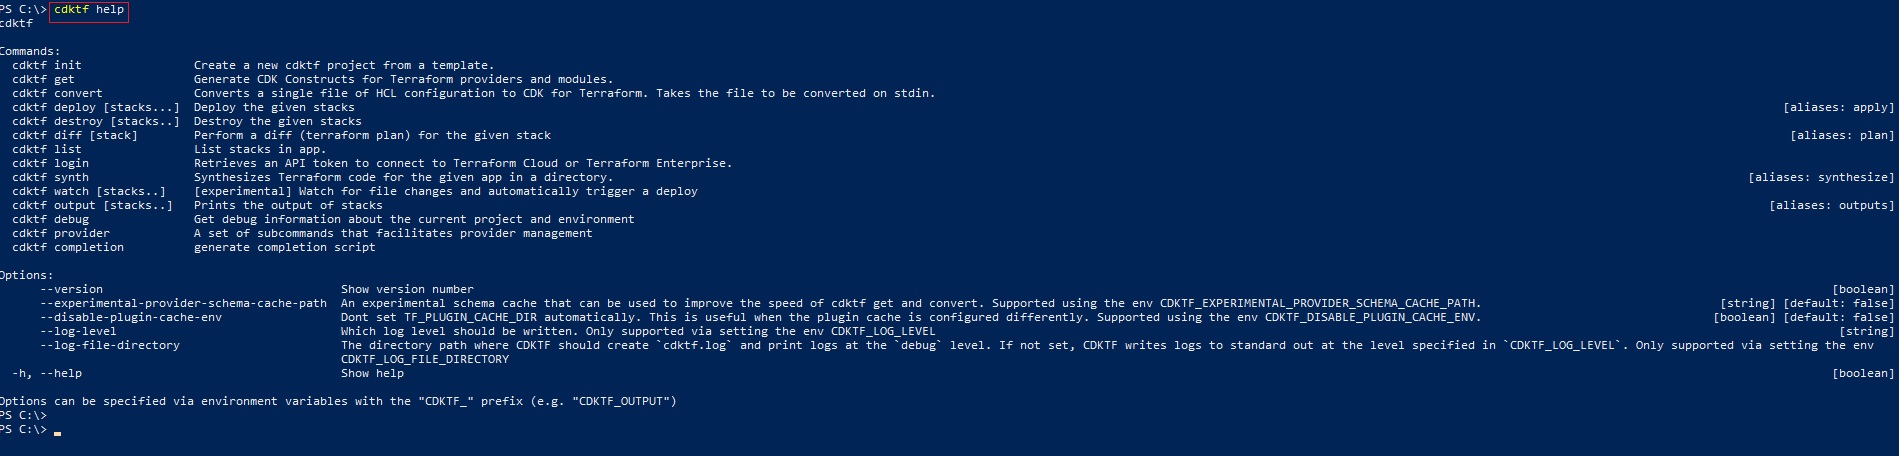 PS C:\> cdktf help
cdktf
Commands:
cdktf init Create a new cdktf project from a template.
cdktf get Generate CDK Constructs for Terraform providers and modules.
cdktf convert Converts a single file of HCL configuration to CDK for Terraform. Takes the file to be converted on stdin.
cdktf deploy [stacks...] Deploy the given stacks [aliases: apply]
cdktf destroy [stacks..] Destroy the given stacks
cdktf diff [stack] Perform a diff (terraform plan) for the given stack [aliases: plan]
cdktf list List stacks in app.
cdktf login Retrieves an API token to connect to Terraform Cloud or Terraform Enterprise.
cdktf synth Synthesizes Terraform code for the given app in a directory. [aliases: synthesize]
cdktf watch [stacks..] [experimental] Watch for file changes and automatically trigger a deploy
cdktf output [stacks..] Prints the output of stacks [aliases: outputs]
cdktf debug Get debug information about the current project and environment
cdktf provider A set of subcommands that facilitates provider management
cdktf completion generate completion script
Options:
--version Show version number [boolean]
--experimental-provider-schema-cache-path An experimental schema cache that can be used to improve the speed of cdktf get and convert. Supported using the env CDKTF_EXPERIMENTAL_PROVIDER_SCHEMA_CACHE_PATH. [string] [default: false]
--disable-plugin-cache-env Dont set TF_PLUGIN_CACHE_DIR automatically. This is useful when the plugin cache is configured differently. Supported using the env CDKTF_DISABLE_PLUGIN_CACHE_ENV. [boolean] [default: false]
--log-level Which log level should be written. Only supported via setting the env CDKTF_LOG_LEVEL [string]
--log-file-directory The directory path where CDKTF should create `cdktf.log` and print logs at the `debug` level. If not set, CDKTF writes logs to standard out at the level specified in `CDKTF_LOG_LEVEL`. Only supported via setting the env
CDKTF_LOG_FILE_DIRECTORY
-h, --help Show help [boolean]
Options can be specified via environment variables with the "CDKTF_" prefix (e.g. "CDKTF_OUTPUT")
PS C:\>
PS C:\>